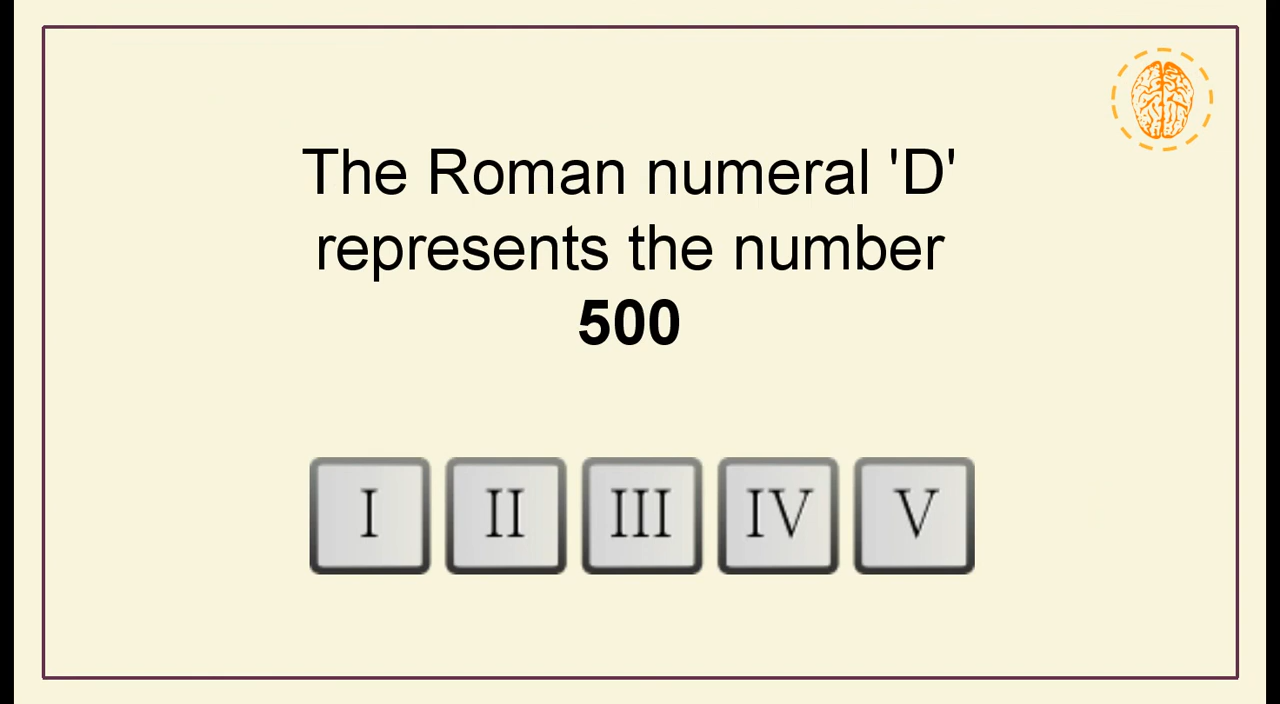 The Roman numeral 'D'
represents the number
500
I II III IV V